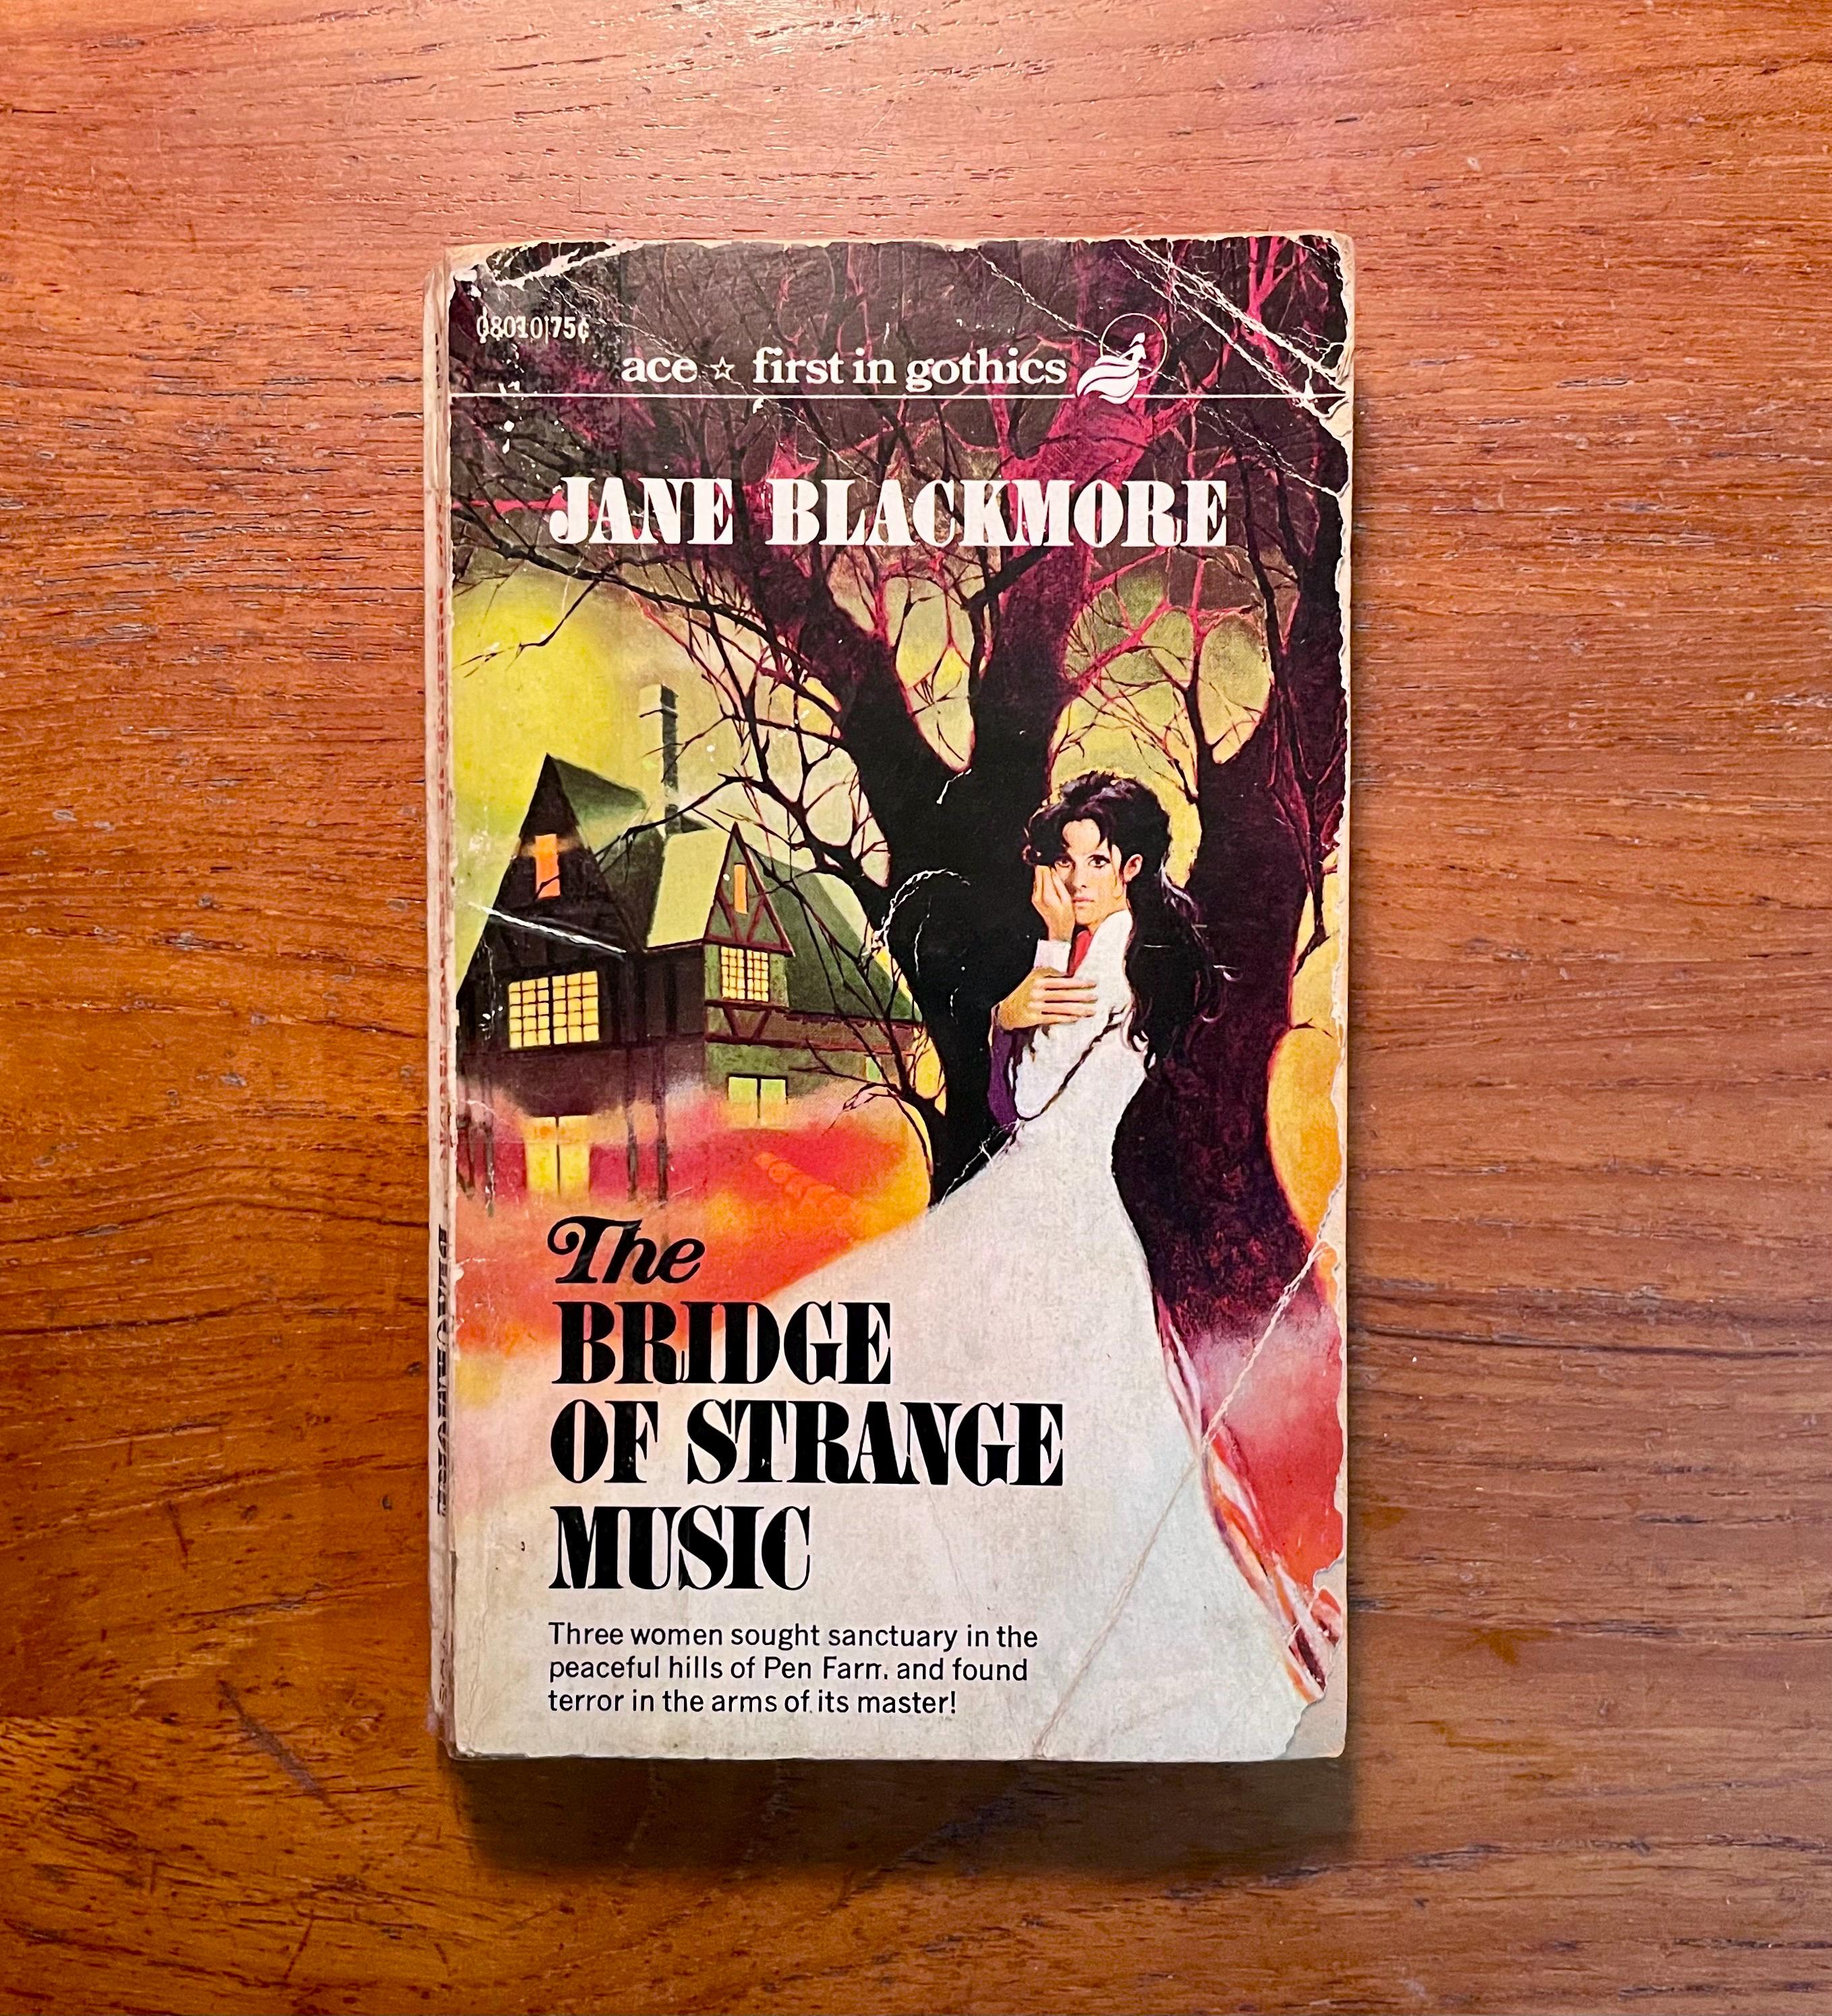 08010|75¢
ace ☆ first in gothics
JANE BLACKMORE
The
BRIDGE
OF STRANGE
MUSIC
Three women sought sanctuary in the
peaceful hills of Pen Farm. and found
terror in the arms of its master!